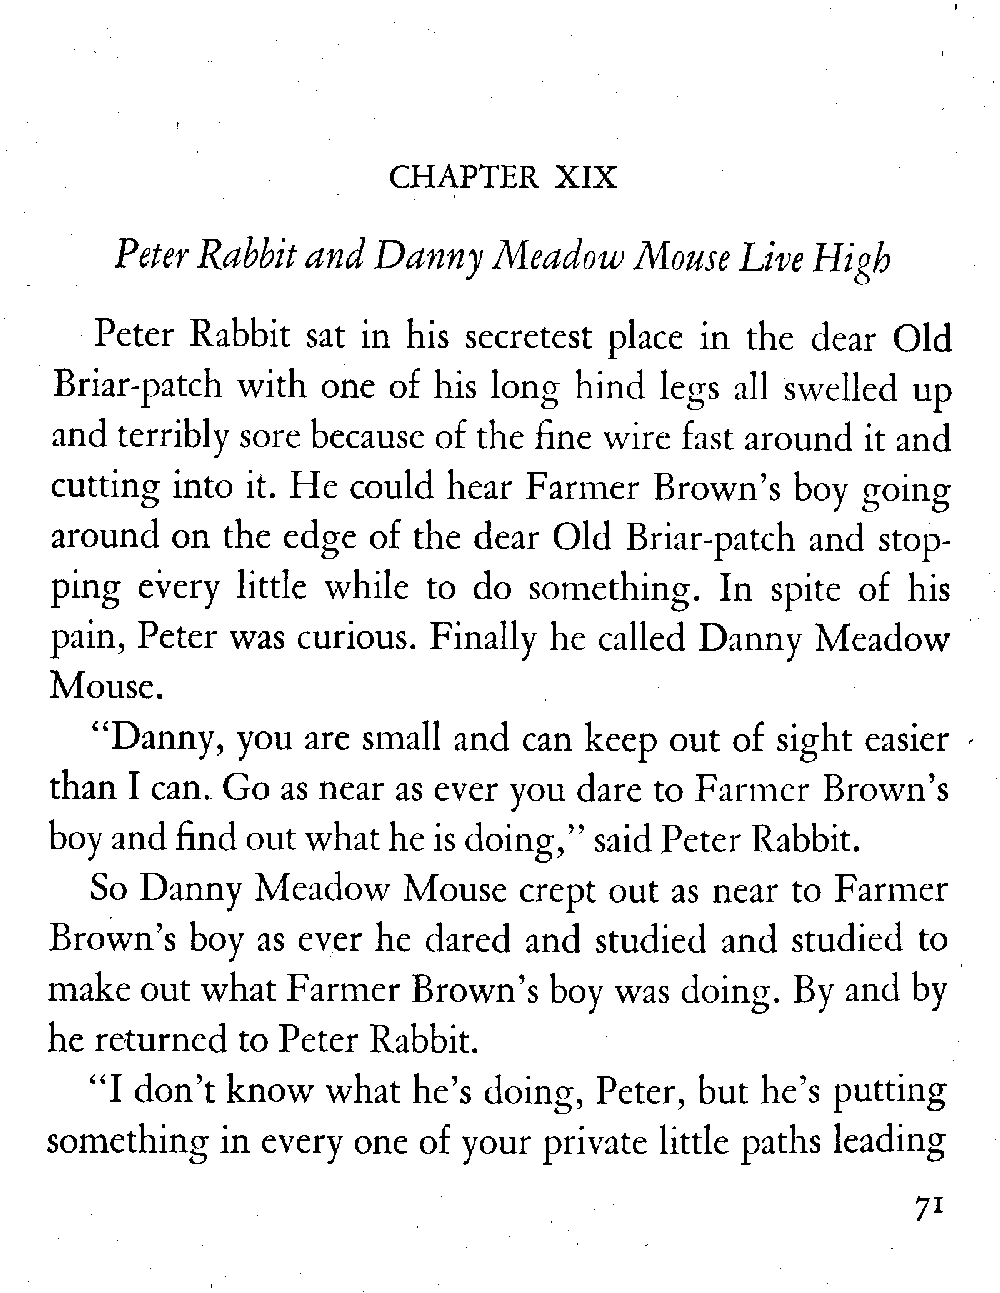 CHAPTER XIX
Peter Rabbit and Danny Meadow Mouse Live High
Peter Rabbit sat in his secretest place in the dear Old
Briar-patch with one of his long hind legs all swelled up
and terribly sore because of the fine wire fast around it and
cutting into it. He could hear Farmer Brown's boy going
around on the edge of the dear Old Briar-patch and stop-
ping every little while to do something. In spite of his
pain, Peter was curious. Finally he called Danny Meadow
Mouse.
“Danny, you are small and can keep out of sight easier
than I can. Go as near as ever you dare to Farmer Brown's
boy and find out what he is doing,” said Peter Rabbit.
So Danny Meadow Mouse crept out as near to Farmer
Brown's boy as ever he dared and studied and studied to
make out what Farmer Brown's boy was doing. By and by
he returned to Peter Rabbit.
“I don't know what he's doing, Peter, but he's putting
something in every one of your private little paths leading
71